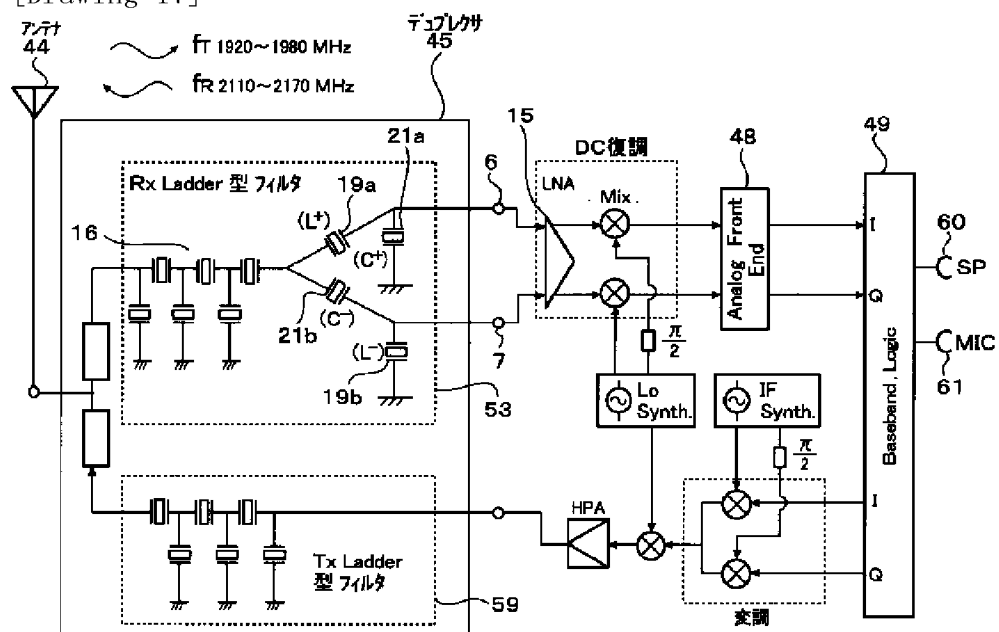 [Drawing 17]
アンテナ
44
fT 1920～1980 MHz
fR 2110～2170 MHz
デュプレクサ
45
Rx Ladder 型 フィルタ
16
19a
(L+)
21a
(C+)
21b
(C-)
(L-)
19b
53
6
7
15
DC復調
LNA
Mix.
π/2
48
Analog Front
End
49
Baseband. Logic
I
Q
60
SP
MIC
61
Lo
Synth.
IF
Synth.
π/2
HPA
I
Q
変調
Tx Ladder
型 フィルタ
59